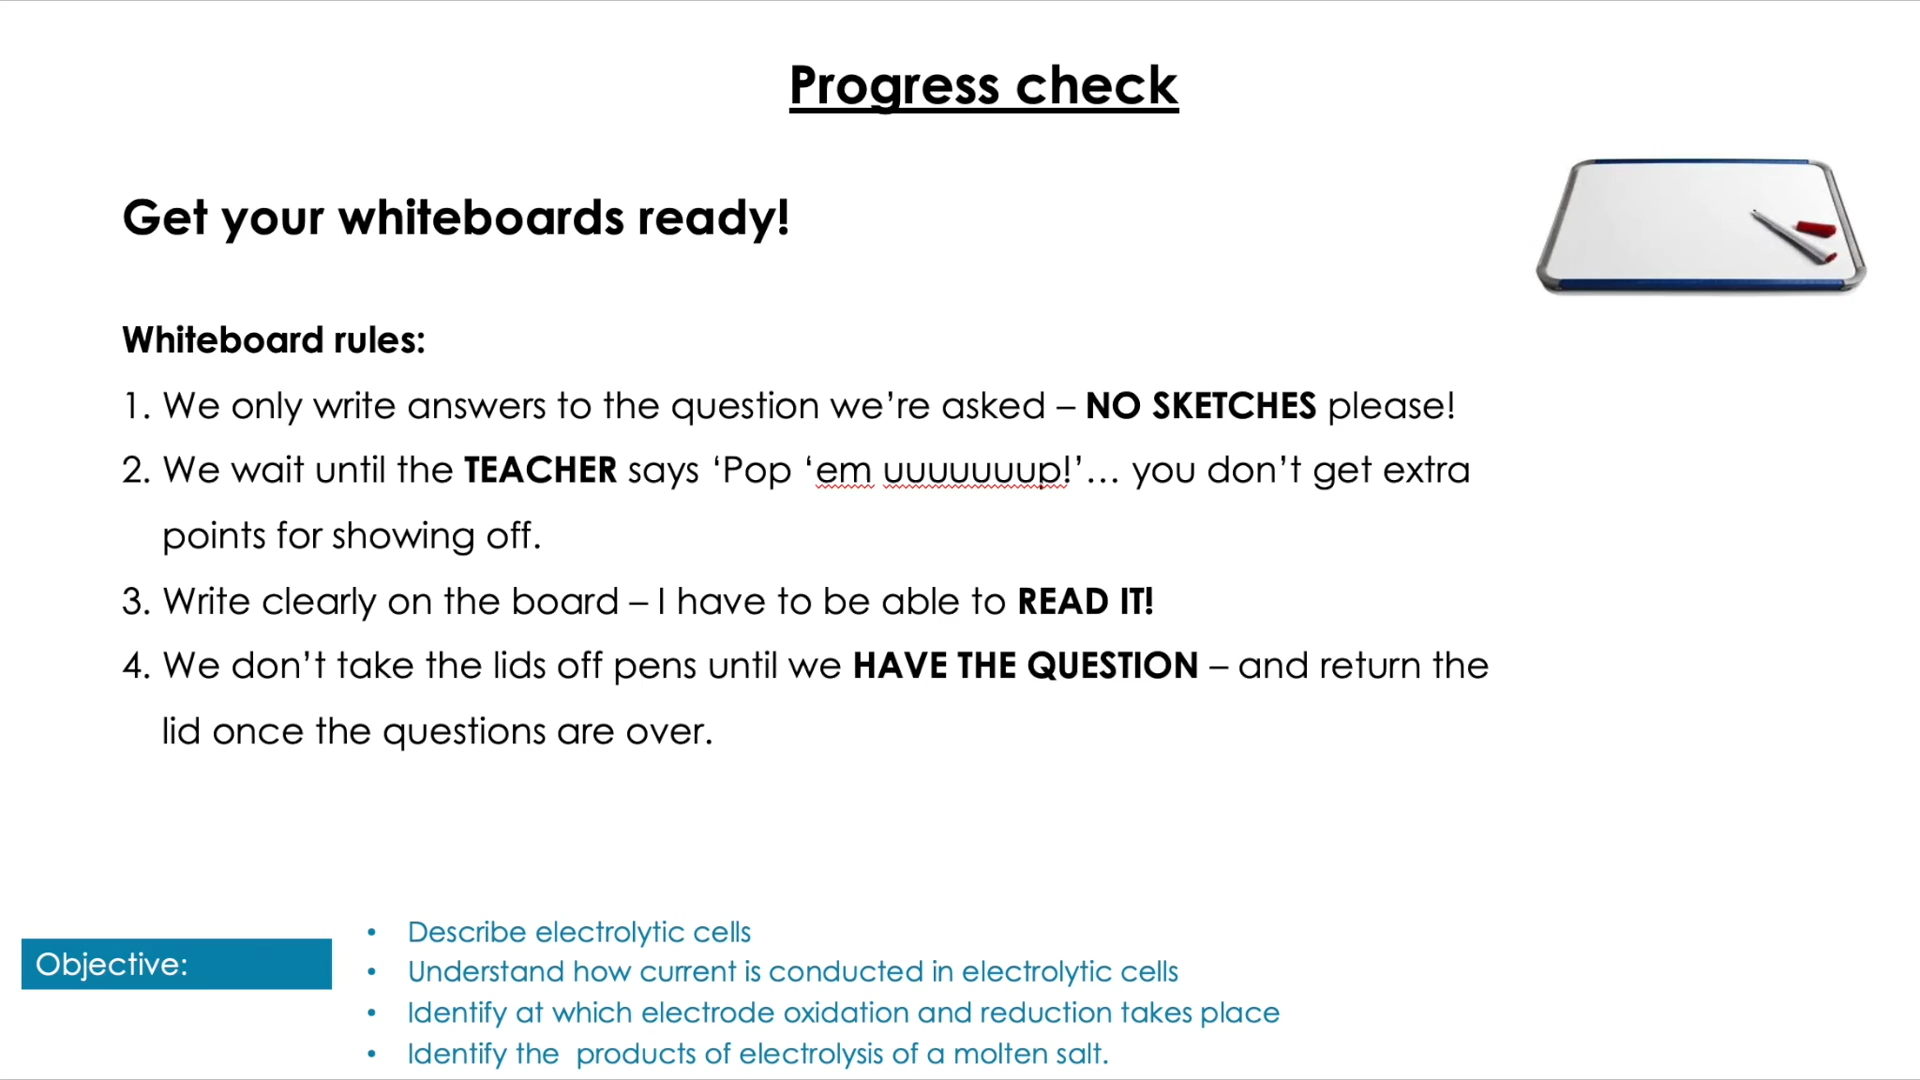 Progress check
Get your whiteboards ready!
Whiteboard rules:
1. We only write answers to the question we’re asked – NO SKETCHES please!
2. We wait until the TEACHER says ‘Pop ‘em uuuuuuup!’… you don’t get extra
points for showing off.
3. Write clearly on the board – I have to be able to READ IT!
4. We don’t take the lids off pens until we HAVE THE QUESTION – and return the
lid once the questions are over.
Objective:
• Describe electrolytic cells
• Understand how current is conducted in electrolytic cells
• Identify at which electrode oxidation and reduction takes place
• Identify the  products of electrolysis of a molten salt.